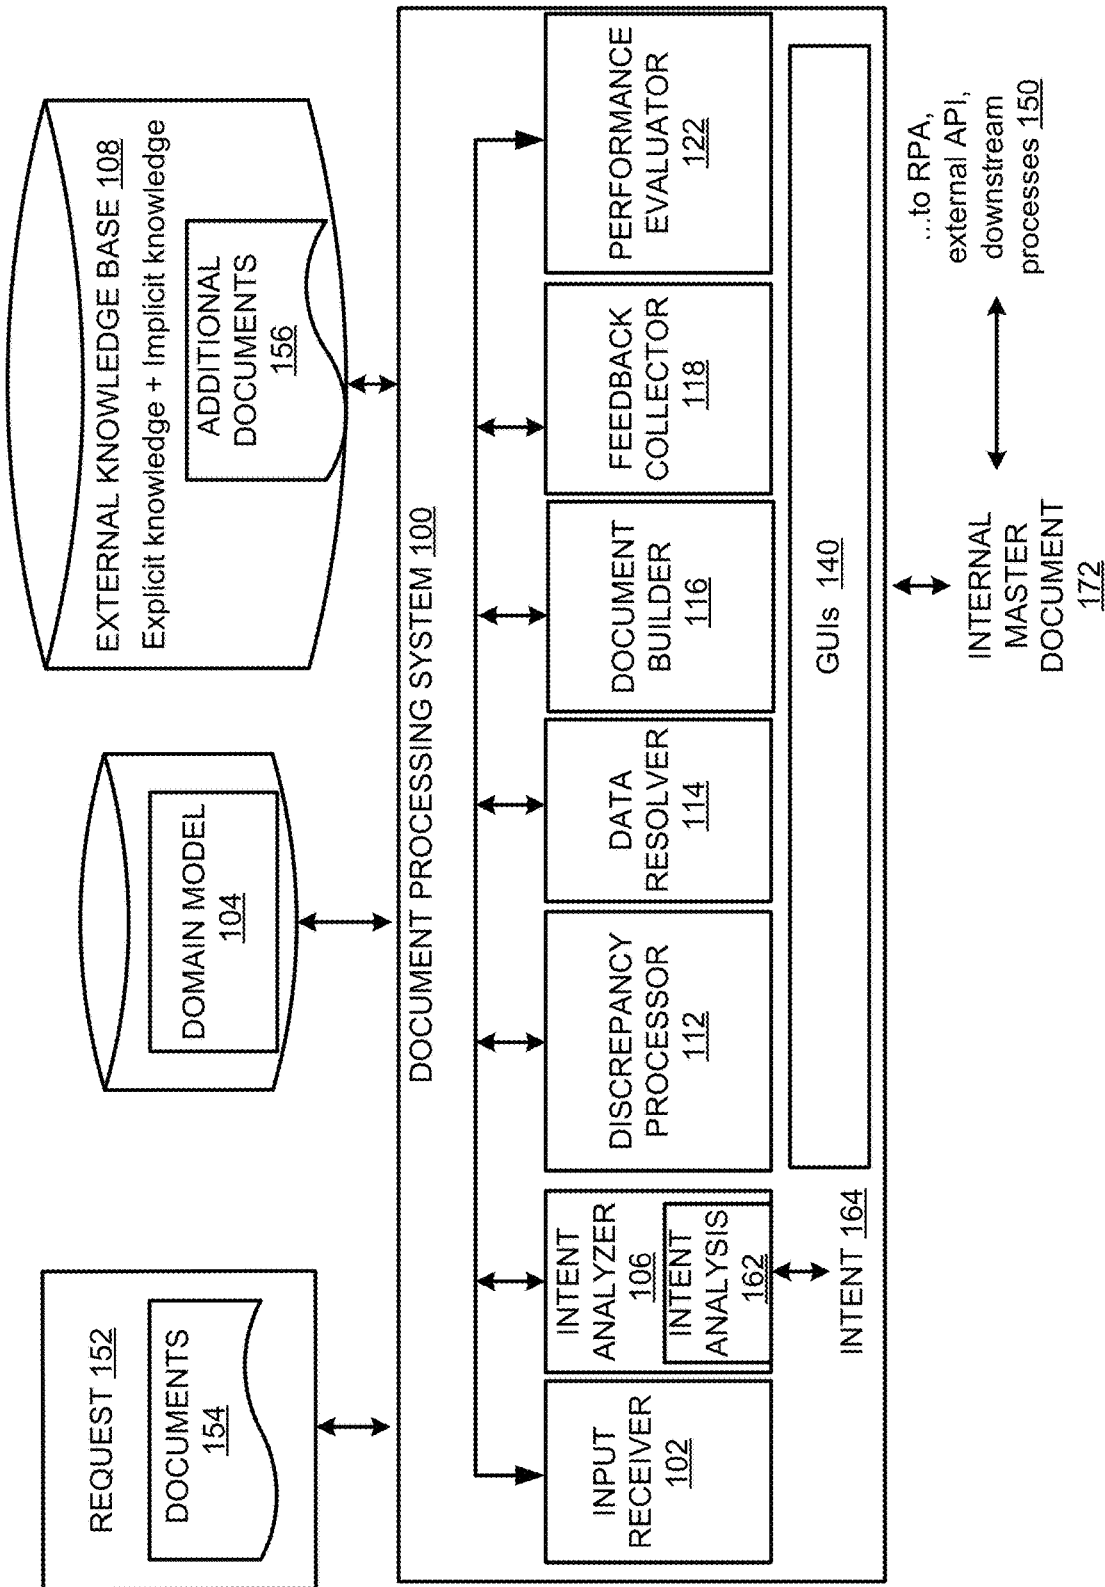 REQUEST 152
DOCUMENTS
154
DOMAIN MODEL
104
EXTERNAL KNOWLEDGE BASE 108
Explicit knowledge + Implicit knowledge
ADDITIONAL
DOCUMENTS
156
DOCUMENT PROCESSING SYSTEM 100
INPUT
RECEIVER
102
INTENT
ANALYZER
106
INTENT
ANALYSIS
162
DISCREPANCY
PROCESSOR
112
DATA
RESOLVER
114
DOCUMENT
BUILDER
116
FEEDBACK
COLLECTOR
118
PERFORMANCE
EVALUATOR
122
INTENT 164
GUIs 140
INTERNAL
MASTER
DOCUMENT
172
...to RPA,
external API,
downstream
processes 150